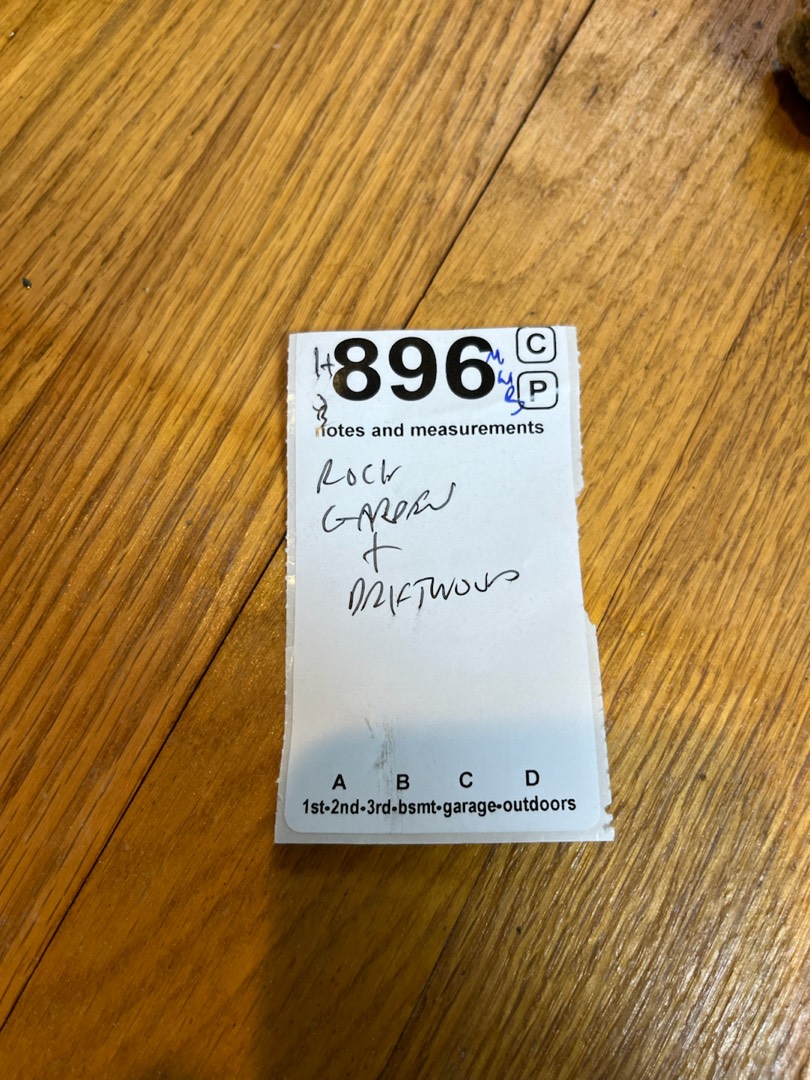 896 C
P
notes and measurements
ROCK
GARDEN
+
DRIFTWOOD
A B C D
1st•2nd•3rd•bsmt•garage•outdoors